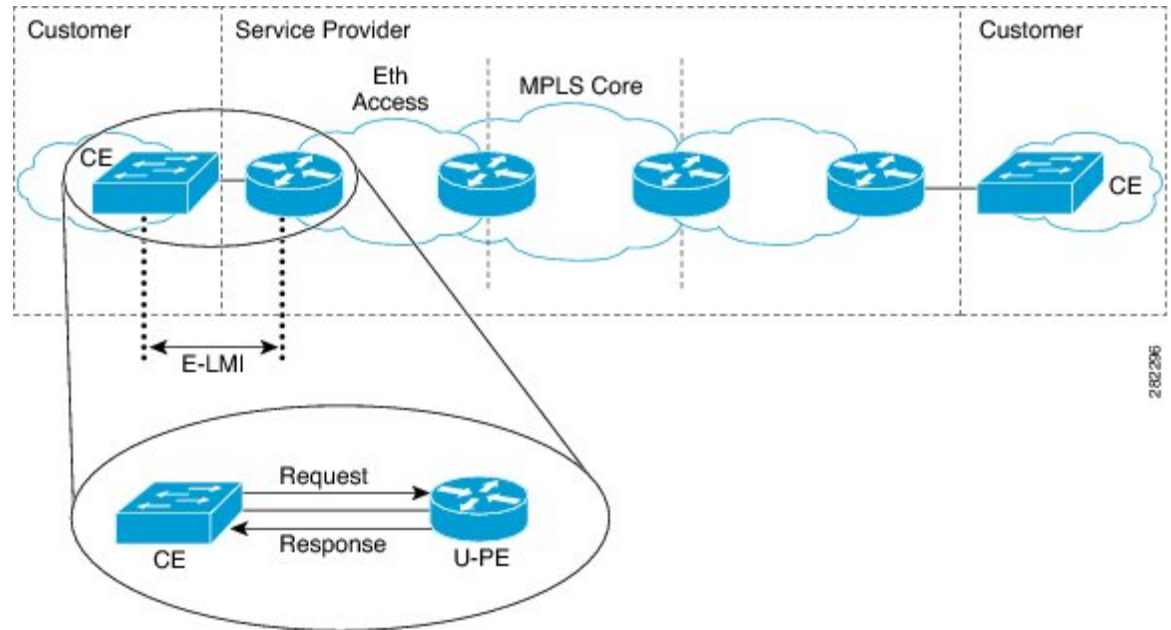 Customer
Service Provider
Customer
Eth
Access
MPLS Core
CE
CE
E-LMI
282296
Request
Response
CE
U-PE